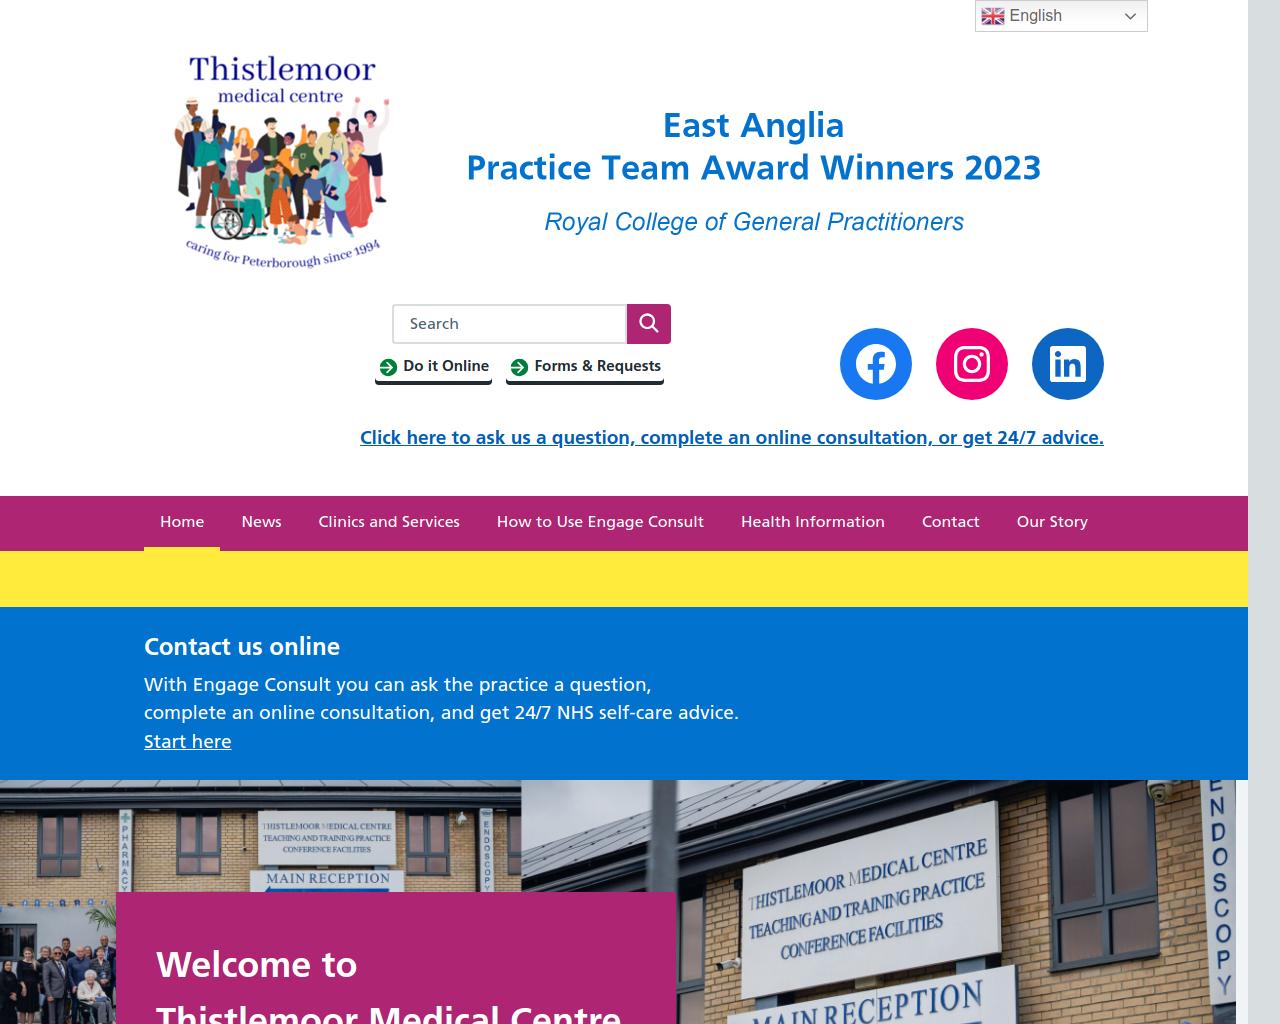 English
Thistlemoor
medical centre
caring for Peterborough since 1994
East Anglia
Practice Team Award Winners 2023
Royal College of General Practitioners
Search
Do it Online
Forms & Requests
Click here to ask us a question, complete an online consultation, or get 24/7 advice.
Home
News
Clinics and Services
How to Use Engage Consult
Health Information
Contact
Our Story
Contact us online
With Engage Consult you can ask the practice a question,
complete an online consultation, and get 24/7 NHS self-care advice.
Start here
PHARMACY
THISTLEMOOR MEDICAL CENTRE
TEACHING AND TRAINING PRACTICE
CONFERENCE FACILITIES
MAIN RECEPTION
ENDOSCOPY
THISTLEMOOR MEDICAL CENTRE
TEACHING AND TRAINING PRACTICE
CONFERENCE FACILITIES
MAIN RECEPTION
ENDOSCOPY
Welcome to
Thistlemoor Medical Centre